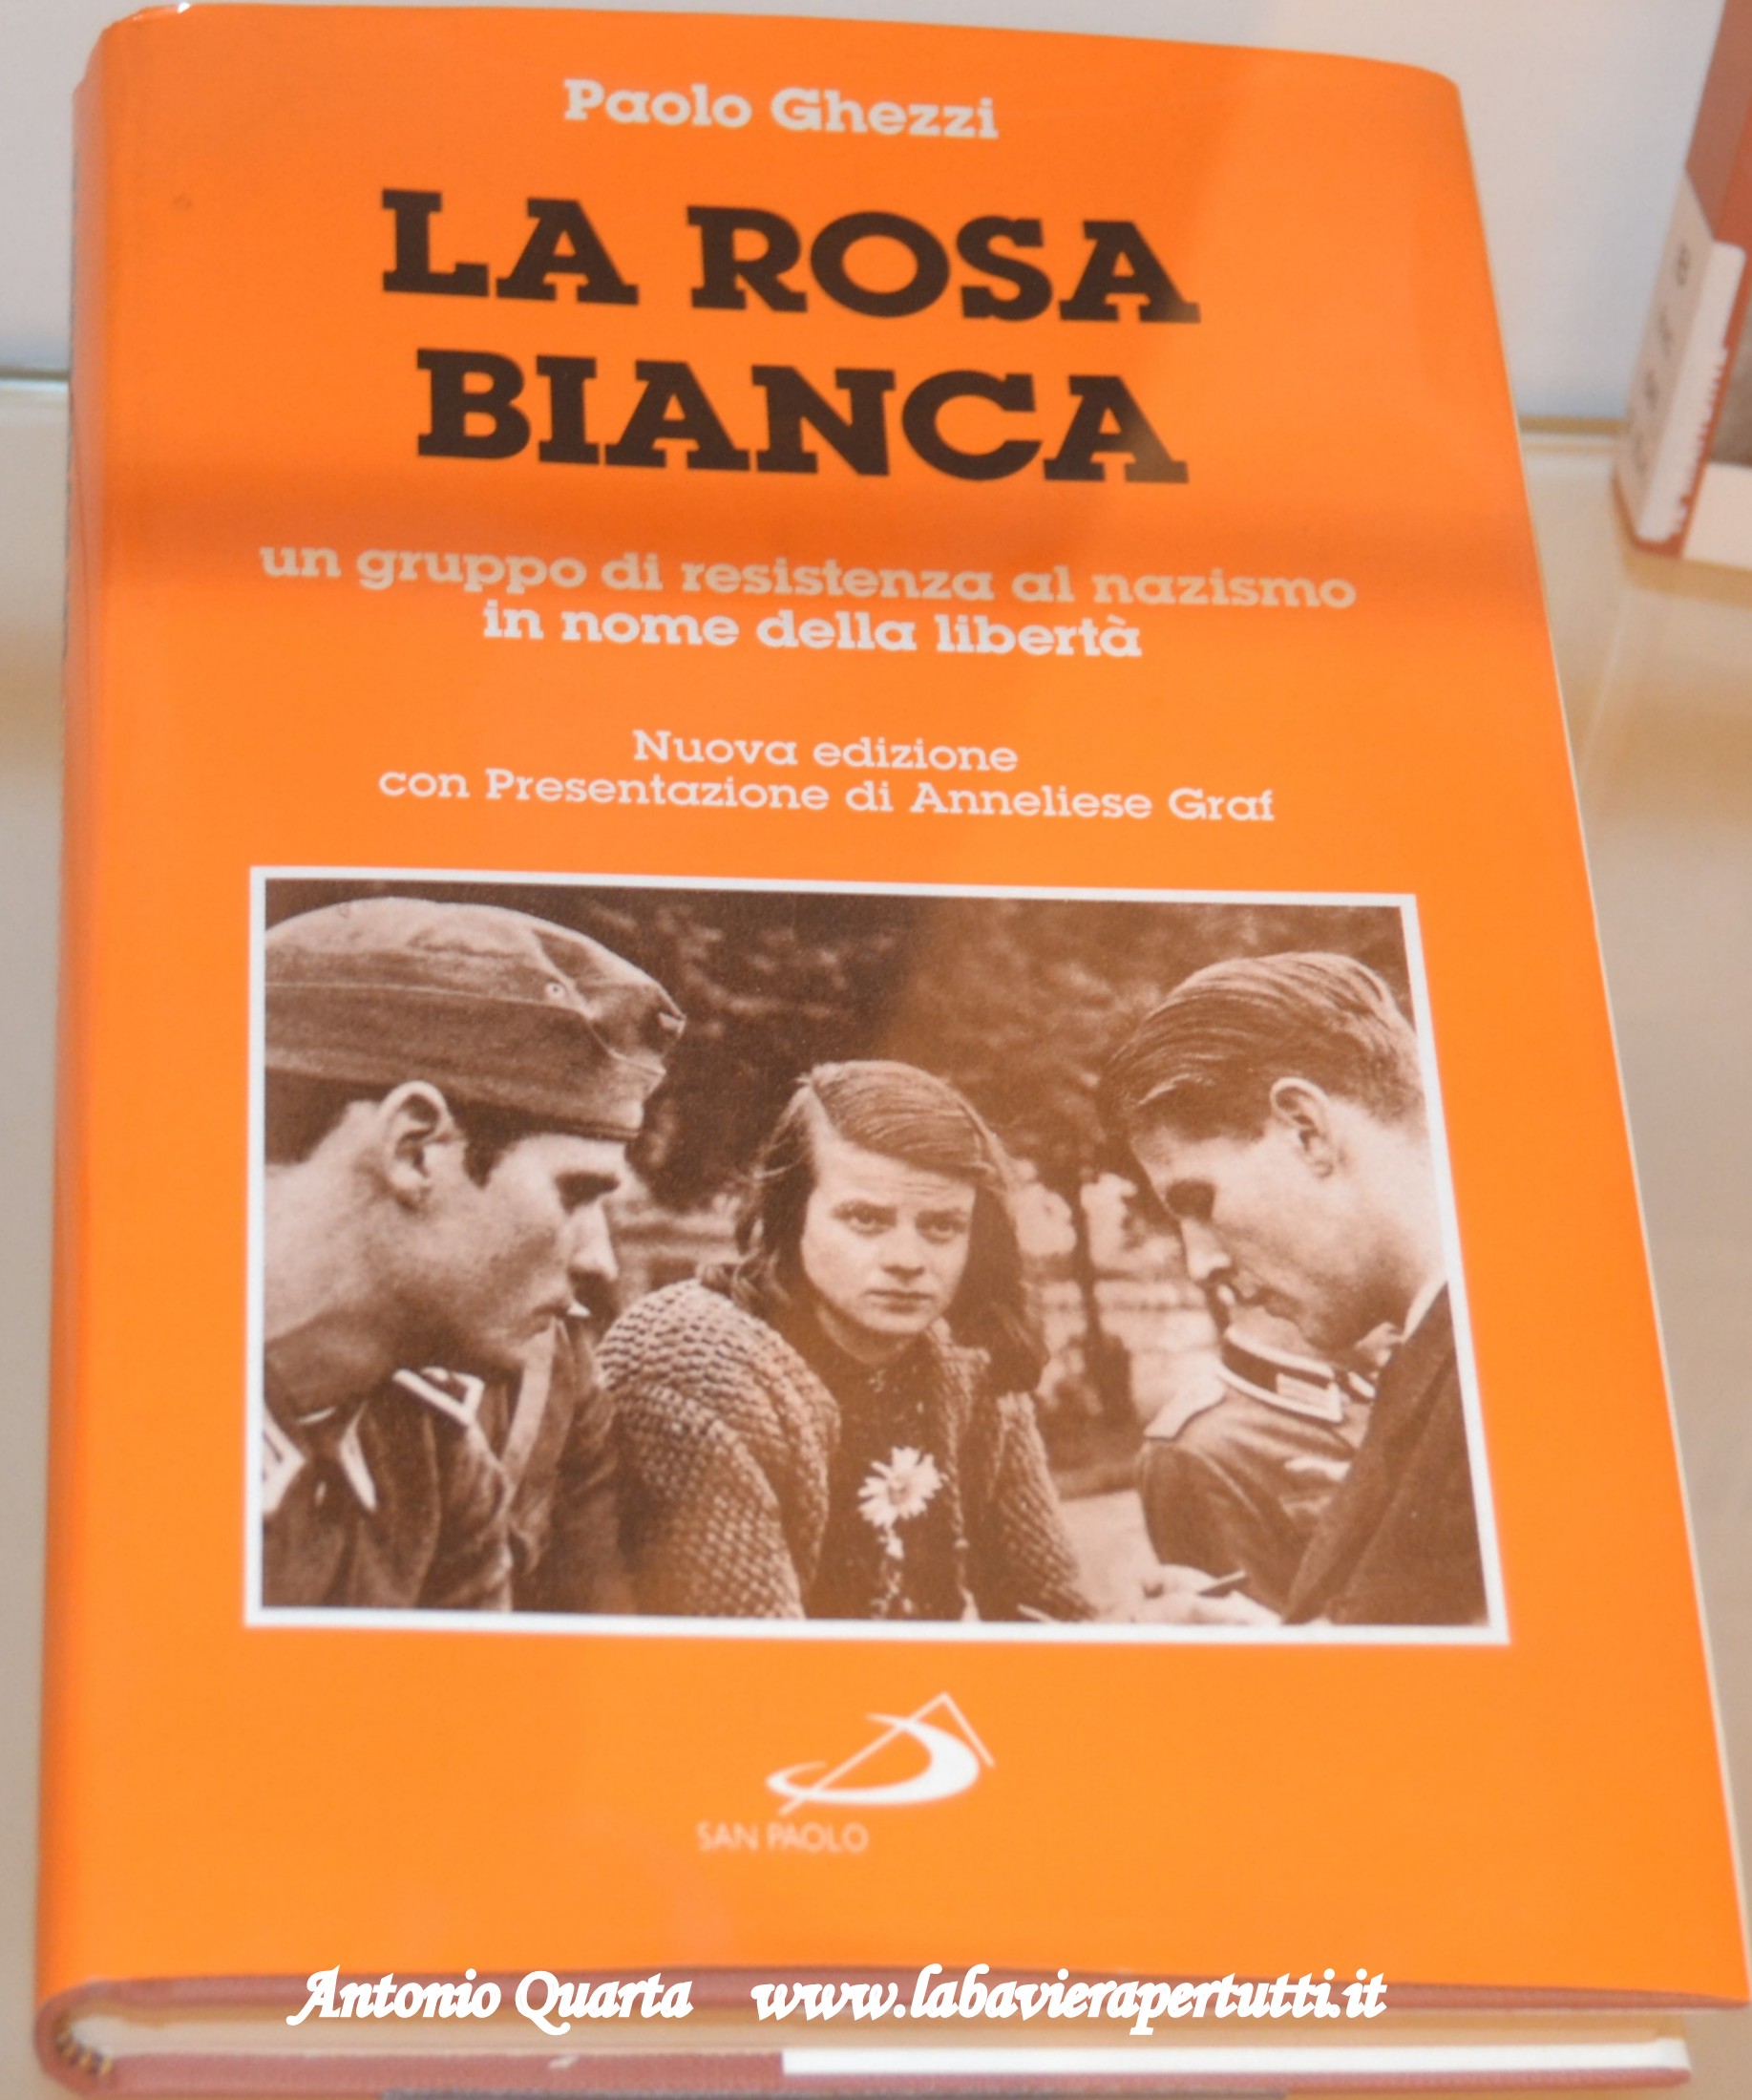 Paolo Ghezzi
LA ROSA
BIANCA
un gruppo di resistenza al nazismo
in nome della libertà
Nuova edizione
con Presentazione di Anneliese Graf
SAN PAOLO
Antonio Quarta www.labavierapertutti.it